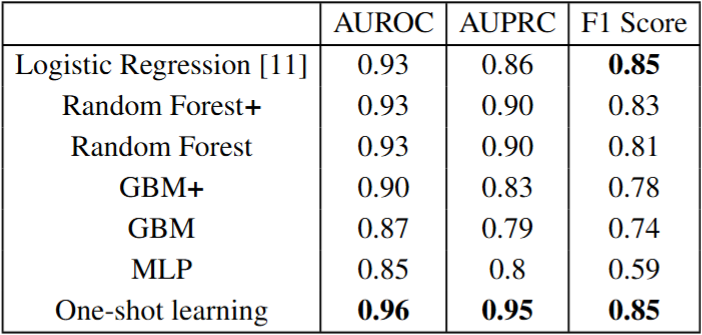 AUROC AUPRC F1 Score
Logistic Regression [11] 0.93 0.86 0.85
Random Forest+ 0.93 0.90 0.83
Random Forest 0.93 0.90 0.81
GBM+ 0.90 0.83 0.78
GBM 0.87 0.79 0.74
MLP 0.85 0.8 0.59
One-shot learning 0.96 0.95 0.85